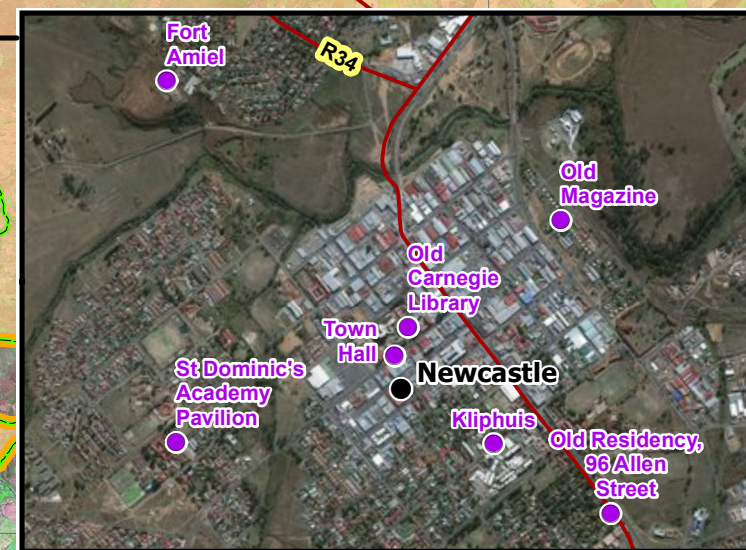 Fort
Amiel
R34
Old
Magazine
Old
Carnegie
Library
Town
Hall
Newcastle
St Dominic's
Academy
Pavilion
Kliphuis
Old Residency,
96 Allen
Street